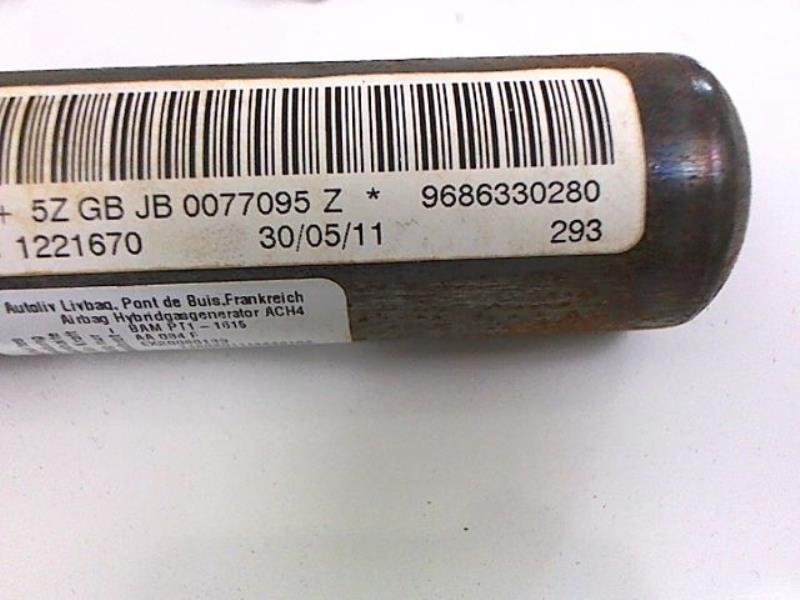 + 5Z GB JB 0077095 Z * 9686330280
1221670 30/05/11 293
Autoliv Livbag, Pont de Buis,Frankreich
Airbag Hybridgasgenerator ACH4
BAM PT1 - 1615